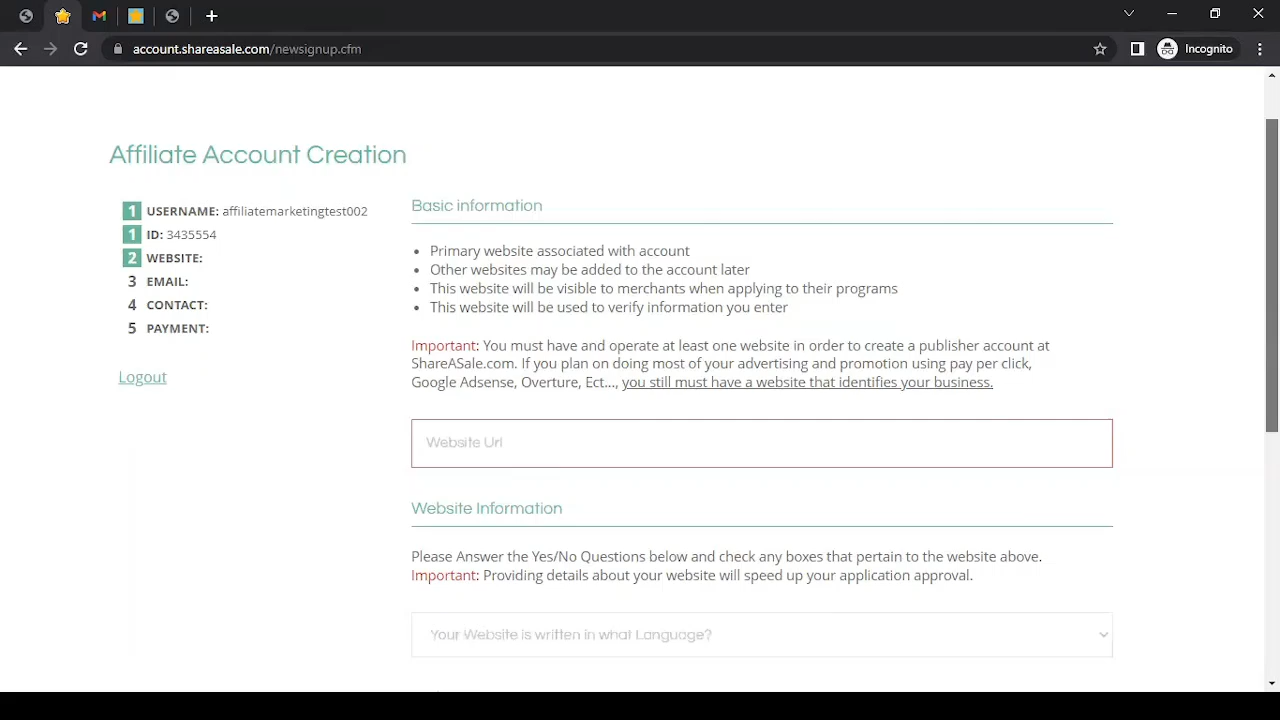 account.shareasale.com/newsignup.cfm
Incognito
Affiliate Account Creation
1 USERNAME: affiliatemarketingtest002
1 ID: 3435554
2 WEBSITE:
3 EMAIL:
4 CONTACT:
5 PAYMENT:
Logout
Basic information
• Primary website associated with account
• Other websites may be added to the account later
• This website will be visible to merchants when applying to their programs
• This website will be used to verify information you enter
Important: You must have and operate at least one website in order to create a publisher account at
ShareASale.com. If you plan on doing most of your advertising and promotion using pay per click,
Google Adsense, Overture, Ect..., you still must have a website that identifies your business.
Website Url
Website Information
Please Answer the Yes/No Questions below and check any boxes that pertain to the website above.
Important: Providing details about your website will speed up your application approval.
Your Website is written in what Language?